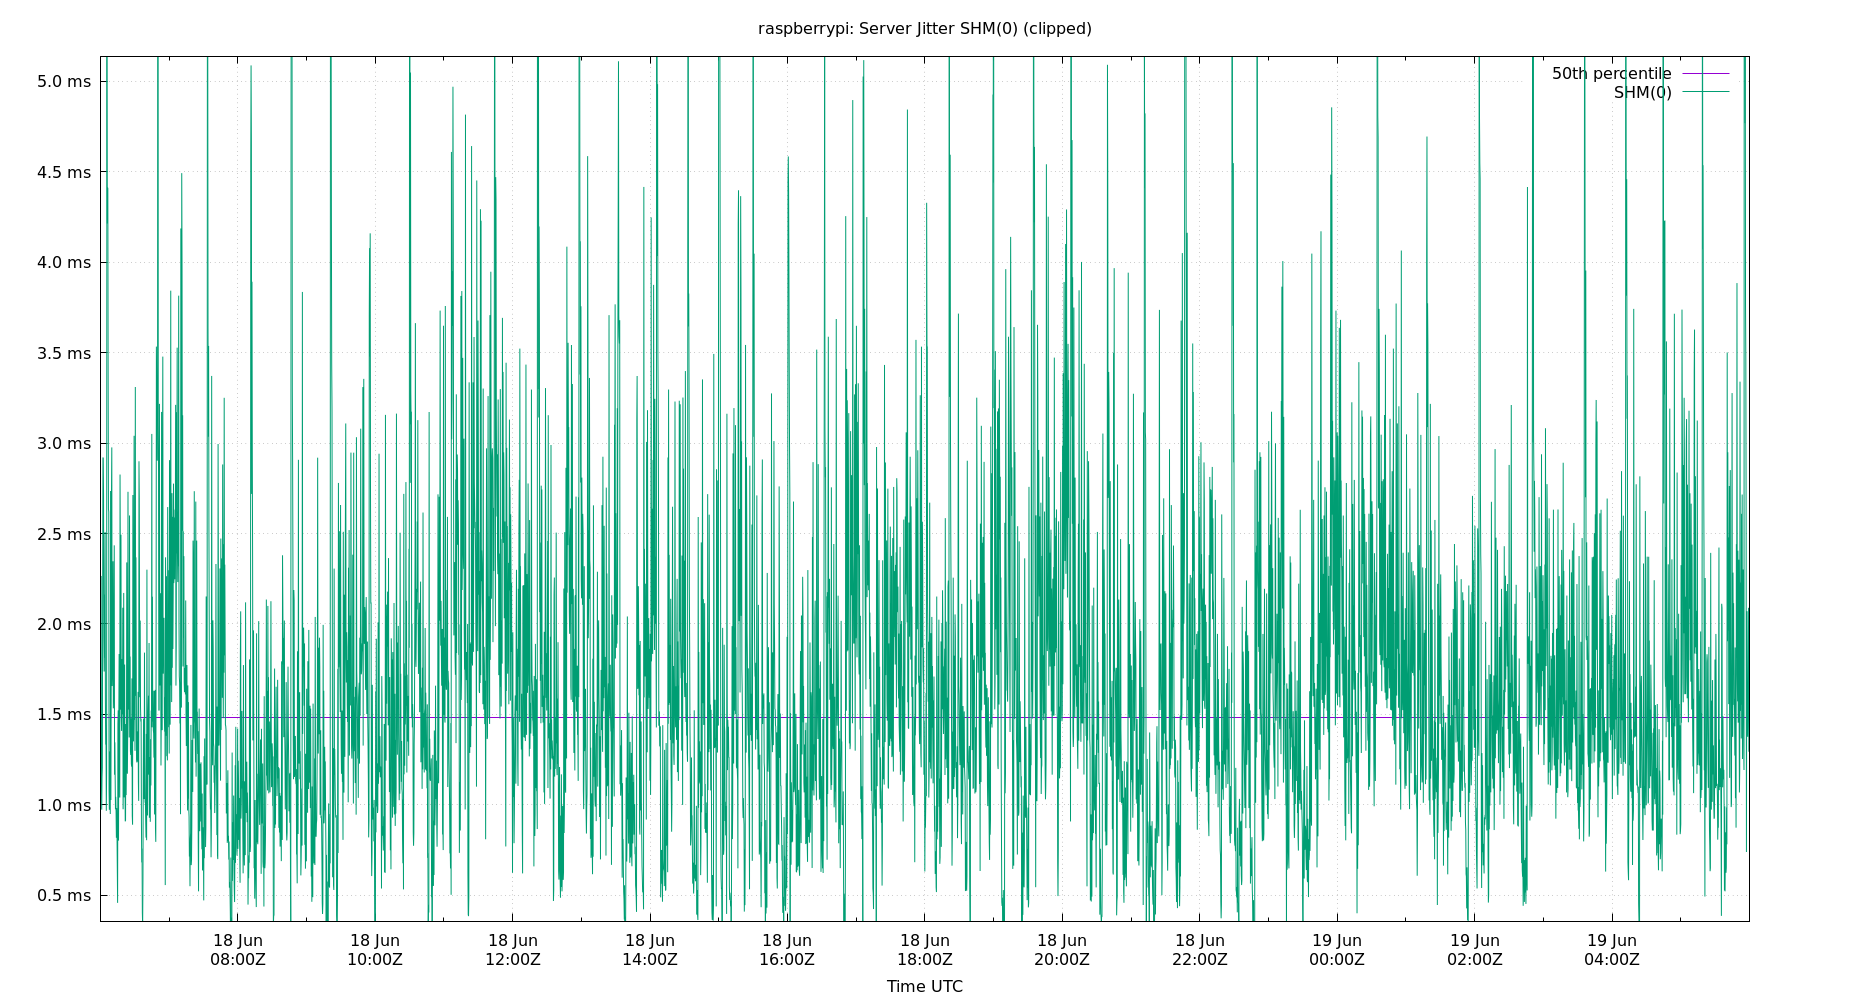 raspberrypi: Server Jitter SHM(0) (clipped)
50th percentile
SHM(0)
5.0 ms
4.5 ms
4.0 ms
3.5 ms
3.0 ms
2.5 ms
2.0 ms
1.5 ms
1.0 ms
0.5 ms
18 Jun 18 Jun 18 Jun 18 Jun 18 Jun 18 Jun 18 Jun 18 Jun 19 Jun 19 Jun 19 Jun
08:00Z 10:00Z 12:00Z 14:00Z 16:00Z 18:00Z 20:00Z 22:00Z 00:00Z 02:00Z 04:00Z
Time UTC